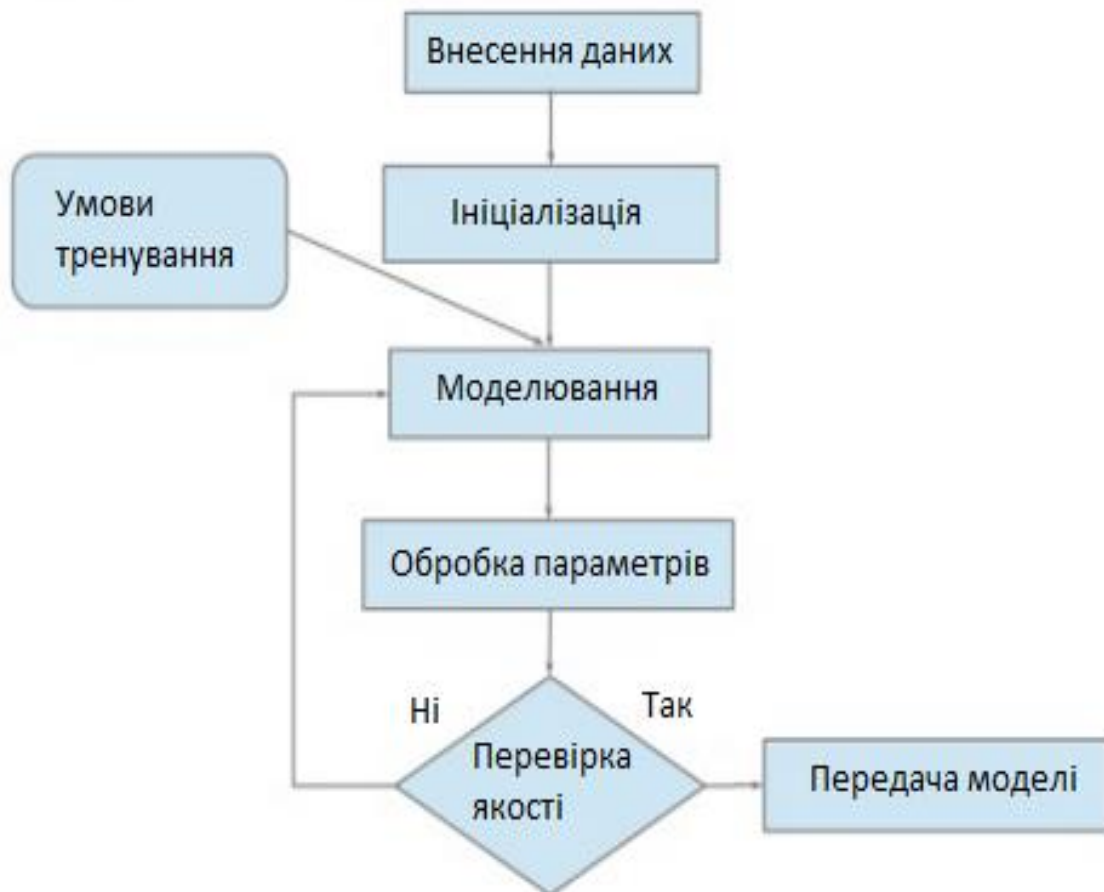 Внесення даних
Умови
тренування
Ініціалізація
Моделювання
Обробка параметрів
Ні
Так
Перевірка
якості
Передача моделі